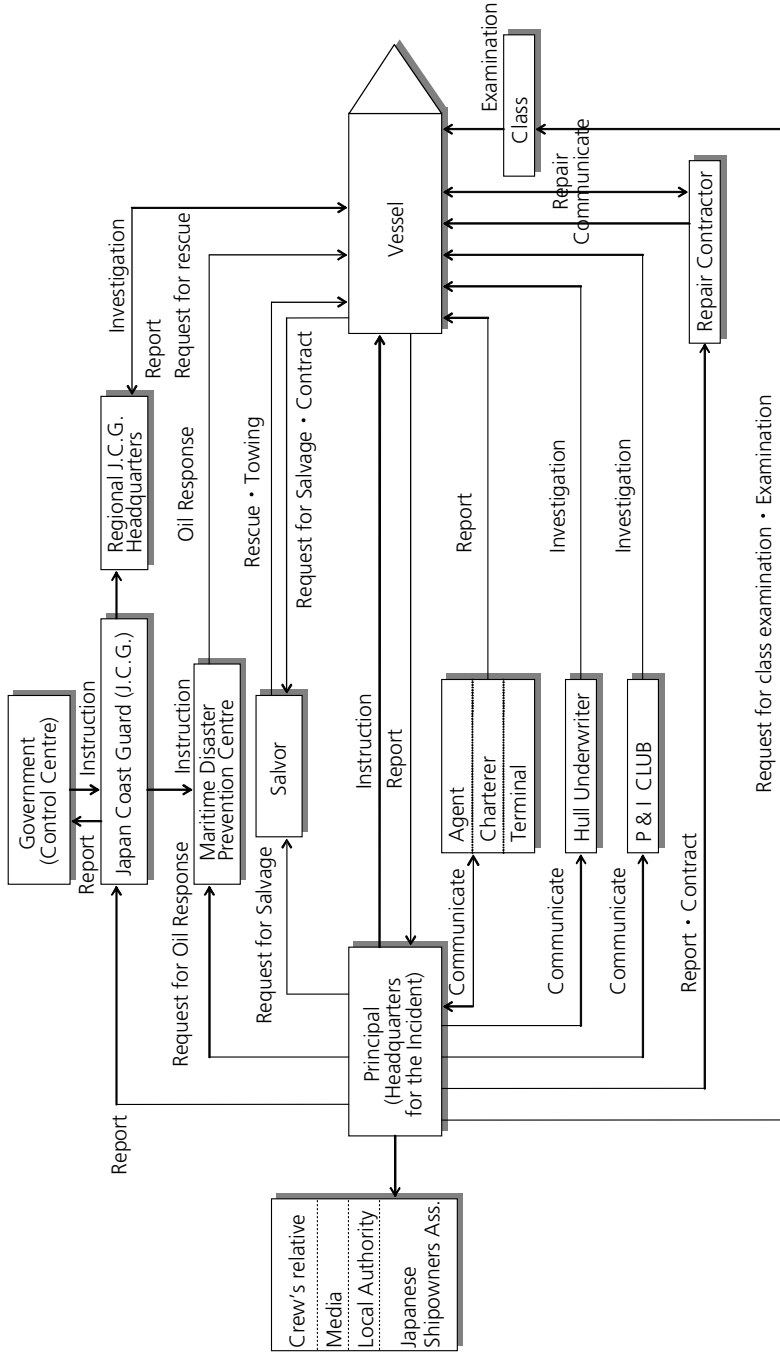 Government
(Control Centre)
Report
Instruction
Japan Coast Guard (J.C.G.)
Regional J.C.G.
Headquarters
Investigation
Report
Request for rescue
Report
Instruction
Request for Oil Response
Maritime Disaster
Prevention Centre
Oil Response
Request for Salvage
Salvor
Rescue・Towing
Request for Salvage・Contract
Crew's relative
Media
Local Authority
Japanese
Shipowners Ass.
Principal
(Headquarters
for the Incident)
Instruction
Report
Vessel
Communicate
Agent
Charterer
Terminal
Report
Communicate
Hull Underwriter
Investigation
Communicate
P & I CLUB
Investigation
Repair
Communicate
Examination
Class
Report・Contract
Repair Contractor
Request for class examination・Examination